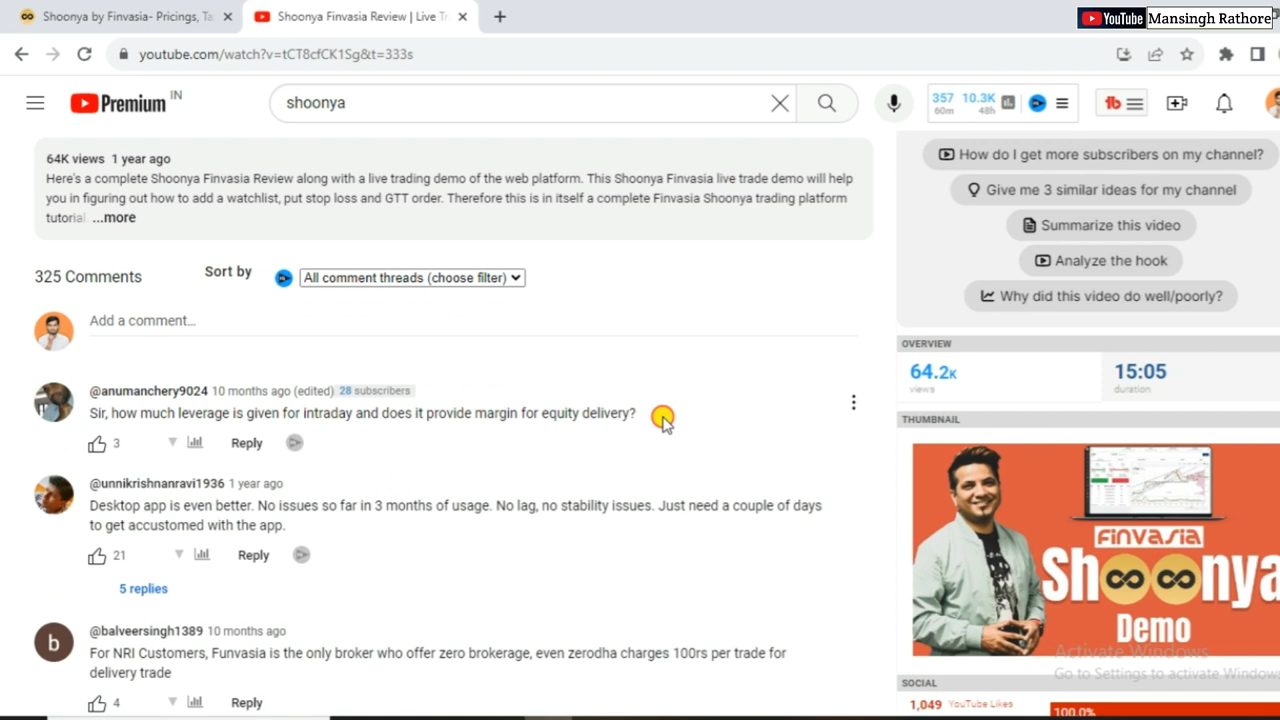 Shoonya by Finvasia- Pricings, Ta
Shoonya Finvasia Review | Live Tr
YouTube Mansingh Rathore
youtube.com/watch?v=tCT8cfCK1Sg&t=333s
Premium IN
shoonya
357 60m 10.3K 48h
tb
64K views 1 year ago
Here's a complete Shoonya Finvasia Review along with a live trading demo of the web platform. This Shoonya Finvasia live trade demo will help
you in figuring out how to add a watchlist, put stop loss and GTT order. Therefore this is in itself a complete Finvasia Shoonya trading platform
tutorial. ...more
How do I get more subscribers on my channel?
Give me 3 similar ideas for my channel
Summarize this video
Analyze the hook
Why did this video do well/poorly?
325 Comments
Sort by
All comment threads (choose filter)
Add a comment...
@anumanchery9024 10 months ago (edited) 28 subscribers
Sir, how much leverage is given for intraday and does it provide margin for equity delivery?
3 Reply
@unnikrishnanravi1936 1 year ago
Desktop app is even better. No issues so far in 3 months of usage. No lag, no stability issues. Just need a couple of days
to get accustomed with the app.
21 Reply
5 replies
b
@balveersingh1389 10 months ago
For NRI Customers, Funvasia is the only broker who offer zero brokerage, even zerodha charges 100rs per trade for
delivery trade
4 Reply
OVERVIEW
64.2K
views
15:05
duration
THUMBNAIL
FINVASIA
Shoonya
Demo
Activate Windows
Go to Settings to activate Windows
SOCIAL
1,049 YouTube Likes
100.0%